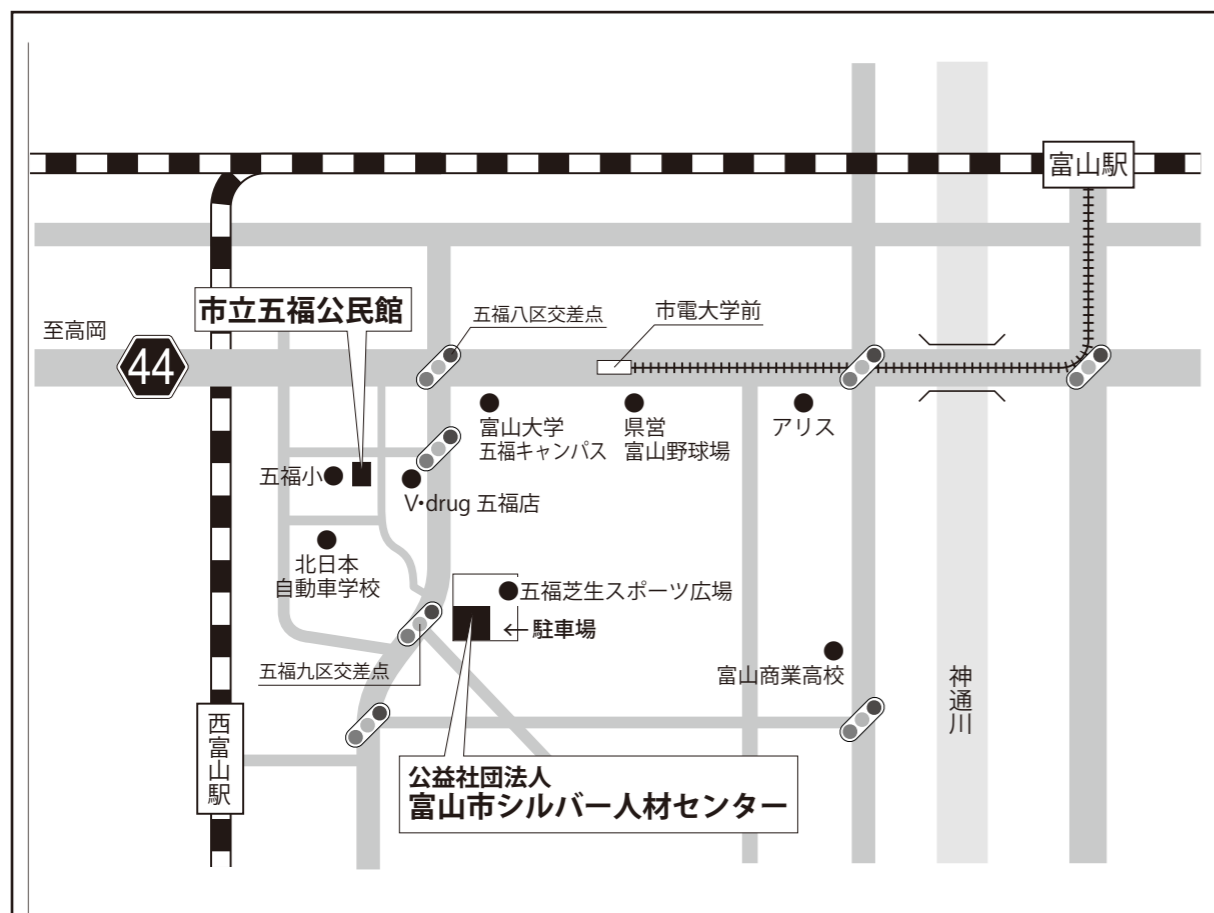 富山駅
市立五福公民館
五福八区交差点
市電大学前
至高岡
44
富山大学
五福キャンパス
県営
富山野球場
アリス
五福小
V・drug 五福店
北日本
自動車学校
五福芝生スポーツ広場
←駐車場
五福九区交差点
富山商業高校
神通川
西富山駅
公益社団法人
富山市シルバー人材センター